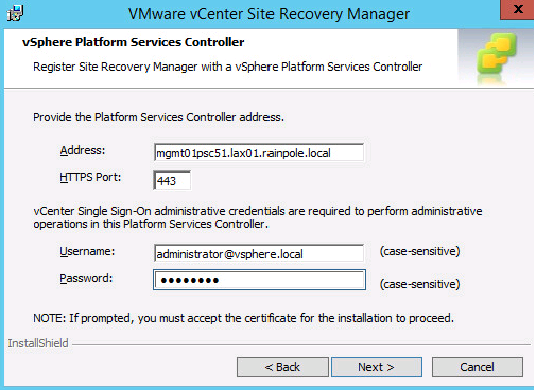 VMware vCenter Site Recovery Manager
x
vSphere Platform Services Controller
Register Site Recovery Manager with a vSphere Platform Services Controller
Provide the Platform Services Controller address.
Address: mgmt01psc51.lax01.rainpole.local
HTTPS Port: 443
vCenter Single Sign-On administrative credentials are required to perform administrative
operations in this Platform Services Controller.
Username: administrator@vsphere.local (case-sensitive)
Password: ●●●●●●●● (case-sensitive)
NOTE: If prompted, you must accept the certificate for the installation to proceed.
InstallShield
< Back Next > Cancel